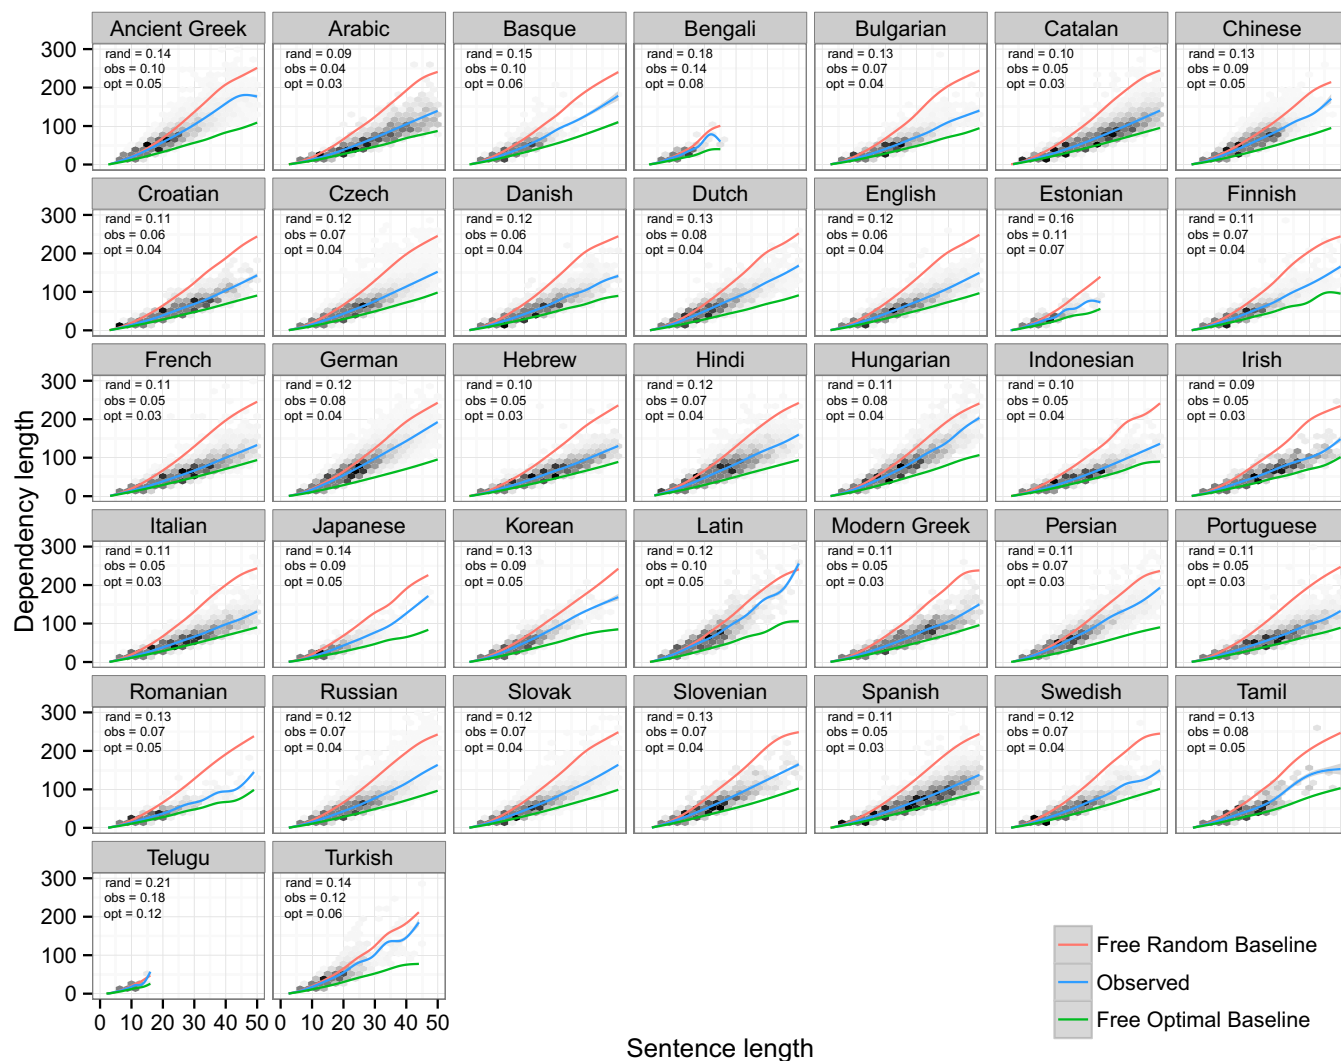 Ancient Greek
rand = 0.14
obs = 0.10
opt = 0.05
Arabic
rand = 0.09
obs = 0.04
opt = 0.03
Basque
rand = 0.15
obs = 0.10
opt = 0.06
Bengali
rand = 0.18
obs = 0.14
opt = 0.08
Bulgarian
rand = 0.13
obs = 0.07
opt = 0.04
Catalan
rand = 0.10
obs = 0.05
opt = 0.03
Chinese
rand = 0.13
obs = 0.09
opt = 0.05
300
200
100
0
Croatian
rand = 0.11
obs = 0.06
opt = 0.04
Czech
rand = 0.12
obs = 0.07
opt = 0.04
Danish
rand = 0.12
obs = 0.06
opt = 0.04
Dutch
rand = 0.13
obs = 0.08
opt = 0.04
English
rand = 0.12
obs = 0.06
opt = 0.04
Estonian
rand = 0.16
obs = 0.11
opt = 0.07
Finnish
rand = 0.11
obs = 0.07
opt = 0.04
300
200
100
0
French
rand = 0.11
obs = 0.05
opt = 0.03
German
rand = 0.12
obs = 0.08
opt = 0.04
Hebrew
rand = 0.10
obs = 0.05
opt = 0.03
Hindi
rand = 0.12
obs = 0.07
opt = 0.04
Hungarian
rand = 0.11
obs = 0.08
opt = 0.04
Indonesian
rand = 0.10
obs = 0.05
opt = 0.04
Irish
rand = 0.09
obs = 0.05
opt = 0.03
300
200
100
0
Dependency length
Italian
rand = 0.11
obs = 0.05
opt = 0.03
Japanese
rand = 0.14
obs = 0.09
opt = 0.05
Korean
rand = 0.13
obs = 0.09
opt = 0.05
Latin
rand = 0.12
obs = 0.10
opt = 0.05
Modern Greek
rand = 0.11
obs = 0.05
opt = 0.03
Persian
rand = 0.11
obs = 0.07
opt = 0.03
Portuguese
rand = 0.11
obs = 0.05
opt = 0.03
300
200
100
0
Romanian
rand = 0.13
obs = 0.07
opt = 0.05
Russian
rand = 0.12
obs = 0.07
opt = 0.04
Slovak
rand = 0.12
obs = 0.07
opt = 0.04
Slovenian
rand = 0.13
obs = 0.07
opt = 0.04
Spanish
rand = 0.11
obs = 0.05
opt = 0.03
Swedish
rand = 0.12
obs = 0.07
opt = 0.04
Tamil
rand = 0.13
obs = 0.08
opt = 0.05
300
200
100
0
Telugu
rand = 0.21
obs = 0.18
opt = 0.12
Turkish
rand = 0.14
obs = 0.12
opt = 0.06
300
200
100
0
0 10 20 30 40 50
0 10 20 30 40 50
Free Random Baseline
Observed
Free Optimal Baseline
Sentence length